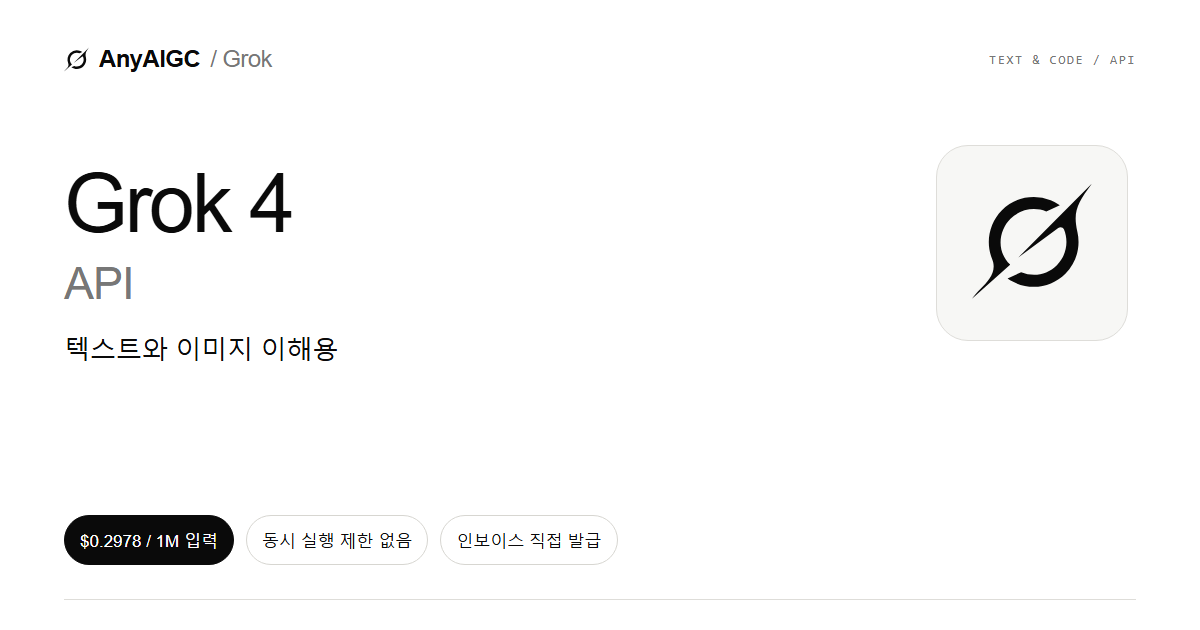 AnyAIGC / Grok
TEXT & CODE / API
Grok 4
API
텍스트와 이미지 이해용
$0.2978 / 1M 입력
동시 실행 제한 없음
인보이스 직접 발급